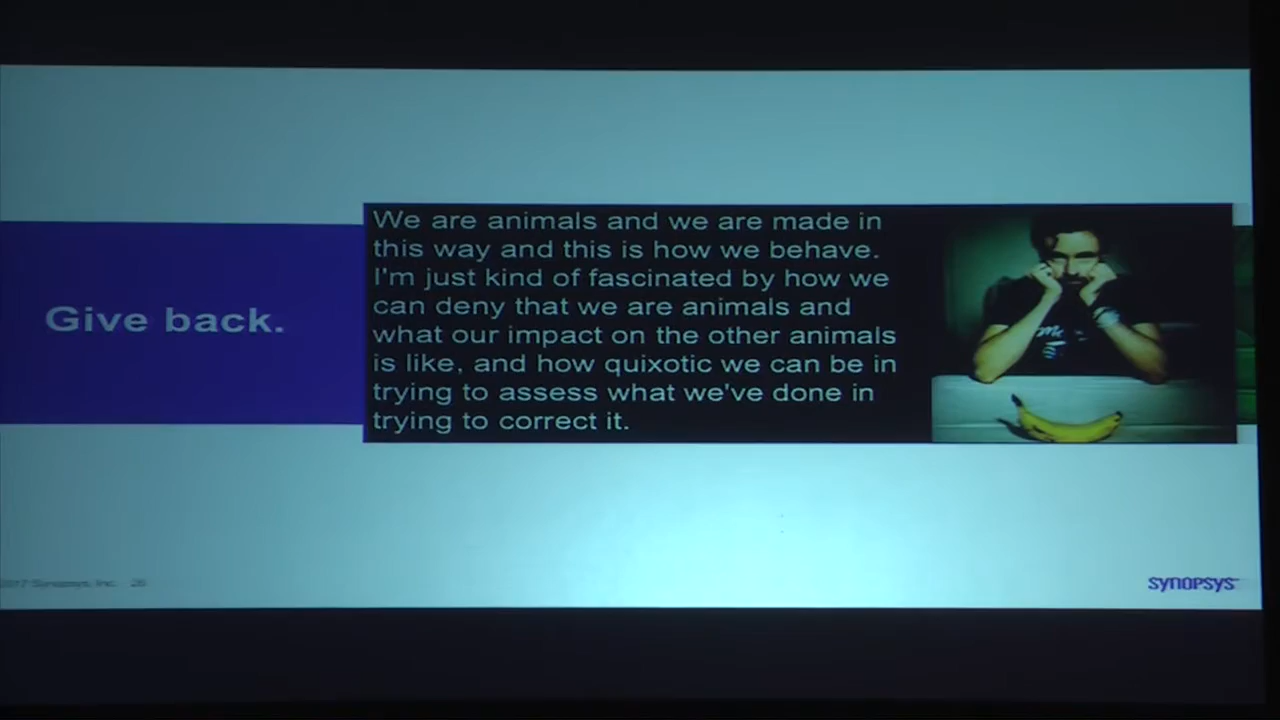 Give back.
We are animals and we are made in
this way and this is how we behave.
I'm just kind of fascinated by how we
can deny that we are animals and
what our impact on the other animals
is like, and how quixotic we can be in
trying to assess what we've done in
trying to correct it.
2017 Synopsys, Inc.
SYNOPSYS